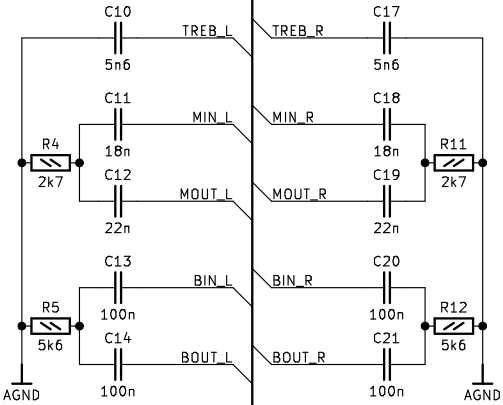 C10 C17
TREB_L TREB_R
5n6 5n6
C11 C18
MIN_L MIN_R
R4 18n 18n R11
2k7 C12 C19 2k7
MOUT_L MOUT_R
22n 22n
C13 C20
BIN_L BIN_R
R5 100n 100n R12
5k6 C14 C21 5k6
BOUT_L BOUT_R
AGND 100n 100n AGND